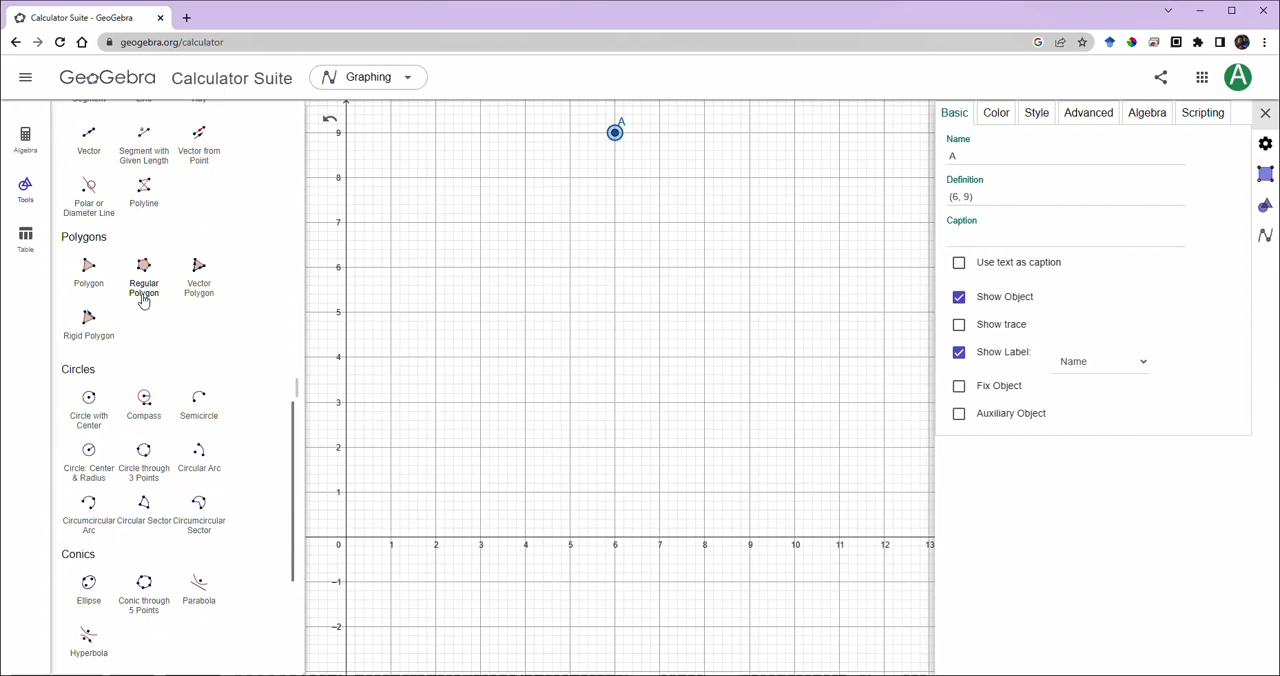 Calculator Suite - GeoGebra
geogebra.org/calculator
GeoGebra
Calculator Suite
Graphing
A
Algebra
Tools
Table
Segment Line Ray
Vector
Segment with
Given Length
Vector from
Point
Polar or
Diameter Line
Polyline
Polygons
Polygon
Regular
Polygon
Vector
Polygon
Rigid Polygon
Circles
Circle with
Center
Compass
Semicircle
Circle: Center
& Radius
Circle through
3 Points
Circular Arc
Circumcircular
Arc
Circular Sector
Circumcircular
Sector
Conics
Ellipse
Conic through
5 Points
Parabola
Hyperbola
A
9
8
7
6
5
4
3
2
1
0 1 2 3 4 5 6 7 8 9 10 11 12 13
−1
−2
Basic Color Style Advanced Algebra Scripting
Name
A
Definition
(6, 9)
Caption
Use text as caption
Show Object
Show trace
Show Label: Name
Fix Object
Auxiliary Object